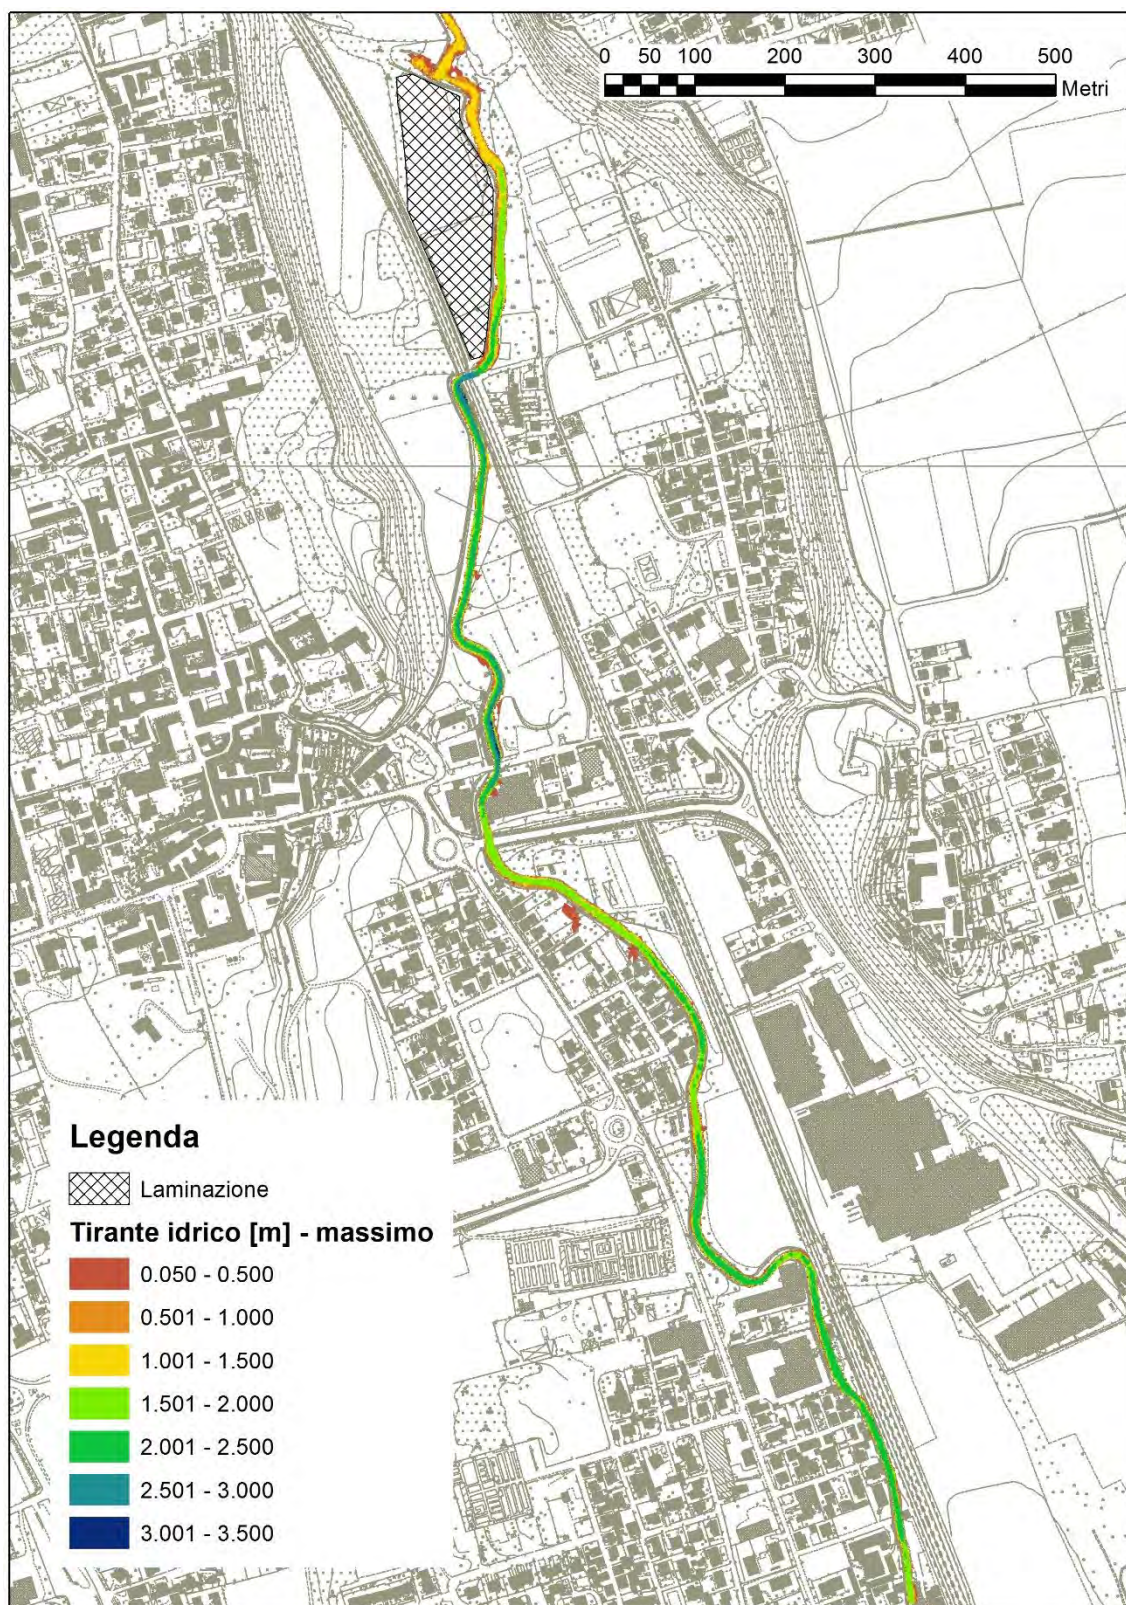 0 50 100 200 300 400 500
Metri
Legenda
Laminazione
Tirante idrico [m] - massimo
0.050 - 0.500
0.501 - 1.000
1.001 - 1.500
1.501 - 2.000
2.001 - 2.500
2.501 - 3.000
3.001 - 3.500